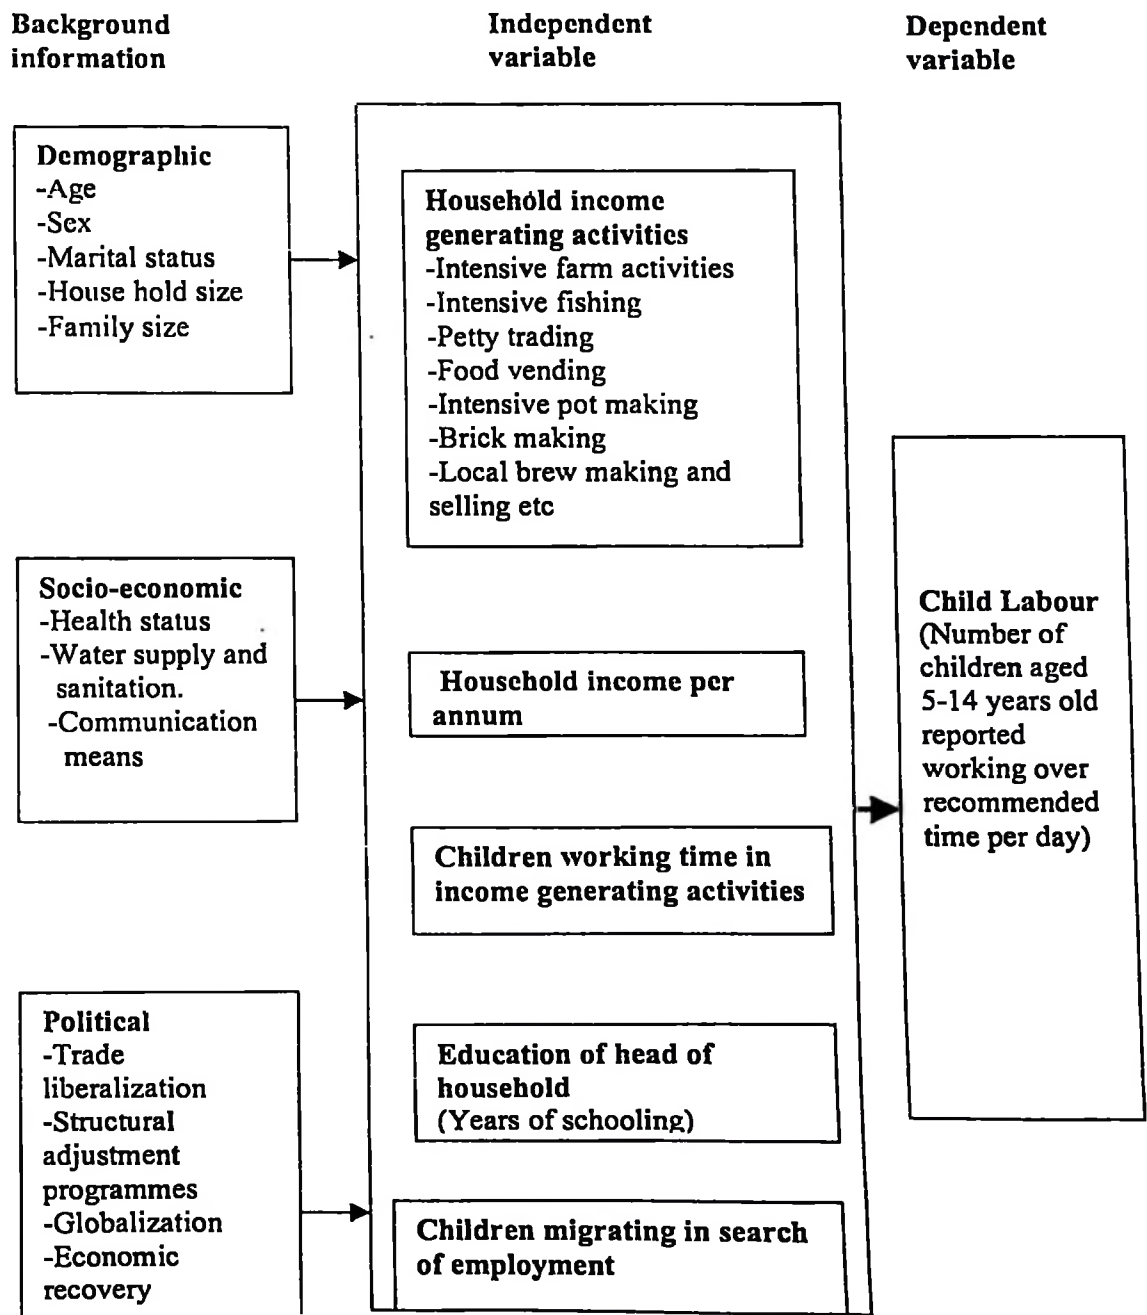 Background
information
Independent
variable
Dependent
variable
Demographic
-Age
-Sex
-Marital status
-House hold size
-Family size
Socio-economic
-Health status
-Water supply and
sanitation.
-Communication
means
Political
-Trade
liberalization
-Structural
adjustment
programmes
-Globalization
-Economic
recovery
Household income
generating activities
-Intensive farm activities
-Intensive fishing
-Petty trading
-Food vending
-Intensive pot making
-Brick making
-Local brew making and
selling etc
Household income per
annum
Children working time in
income generating activities
Education of head of
household
(Years of schooling)
Children migrating in search
of employment
Child Labour
(Number of
children aged
5-14 years old
reported
working over
recommended
time per day)